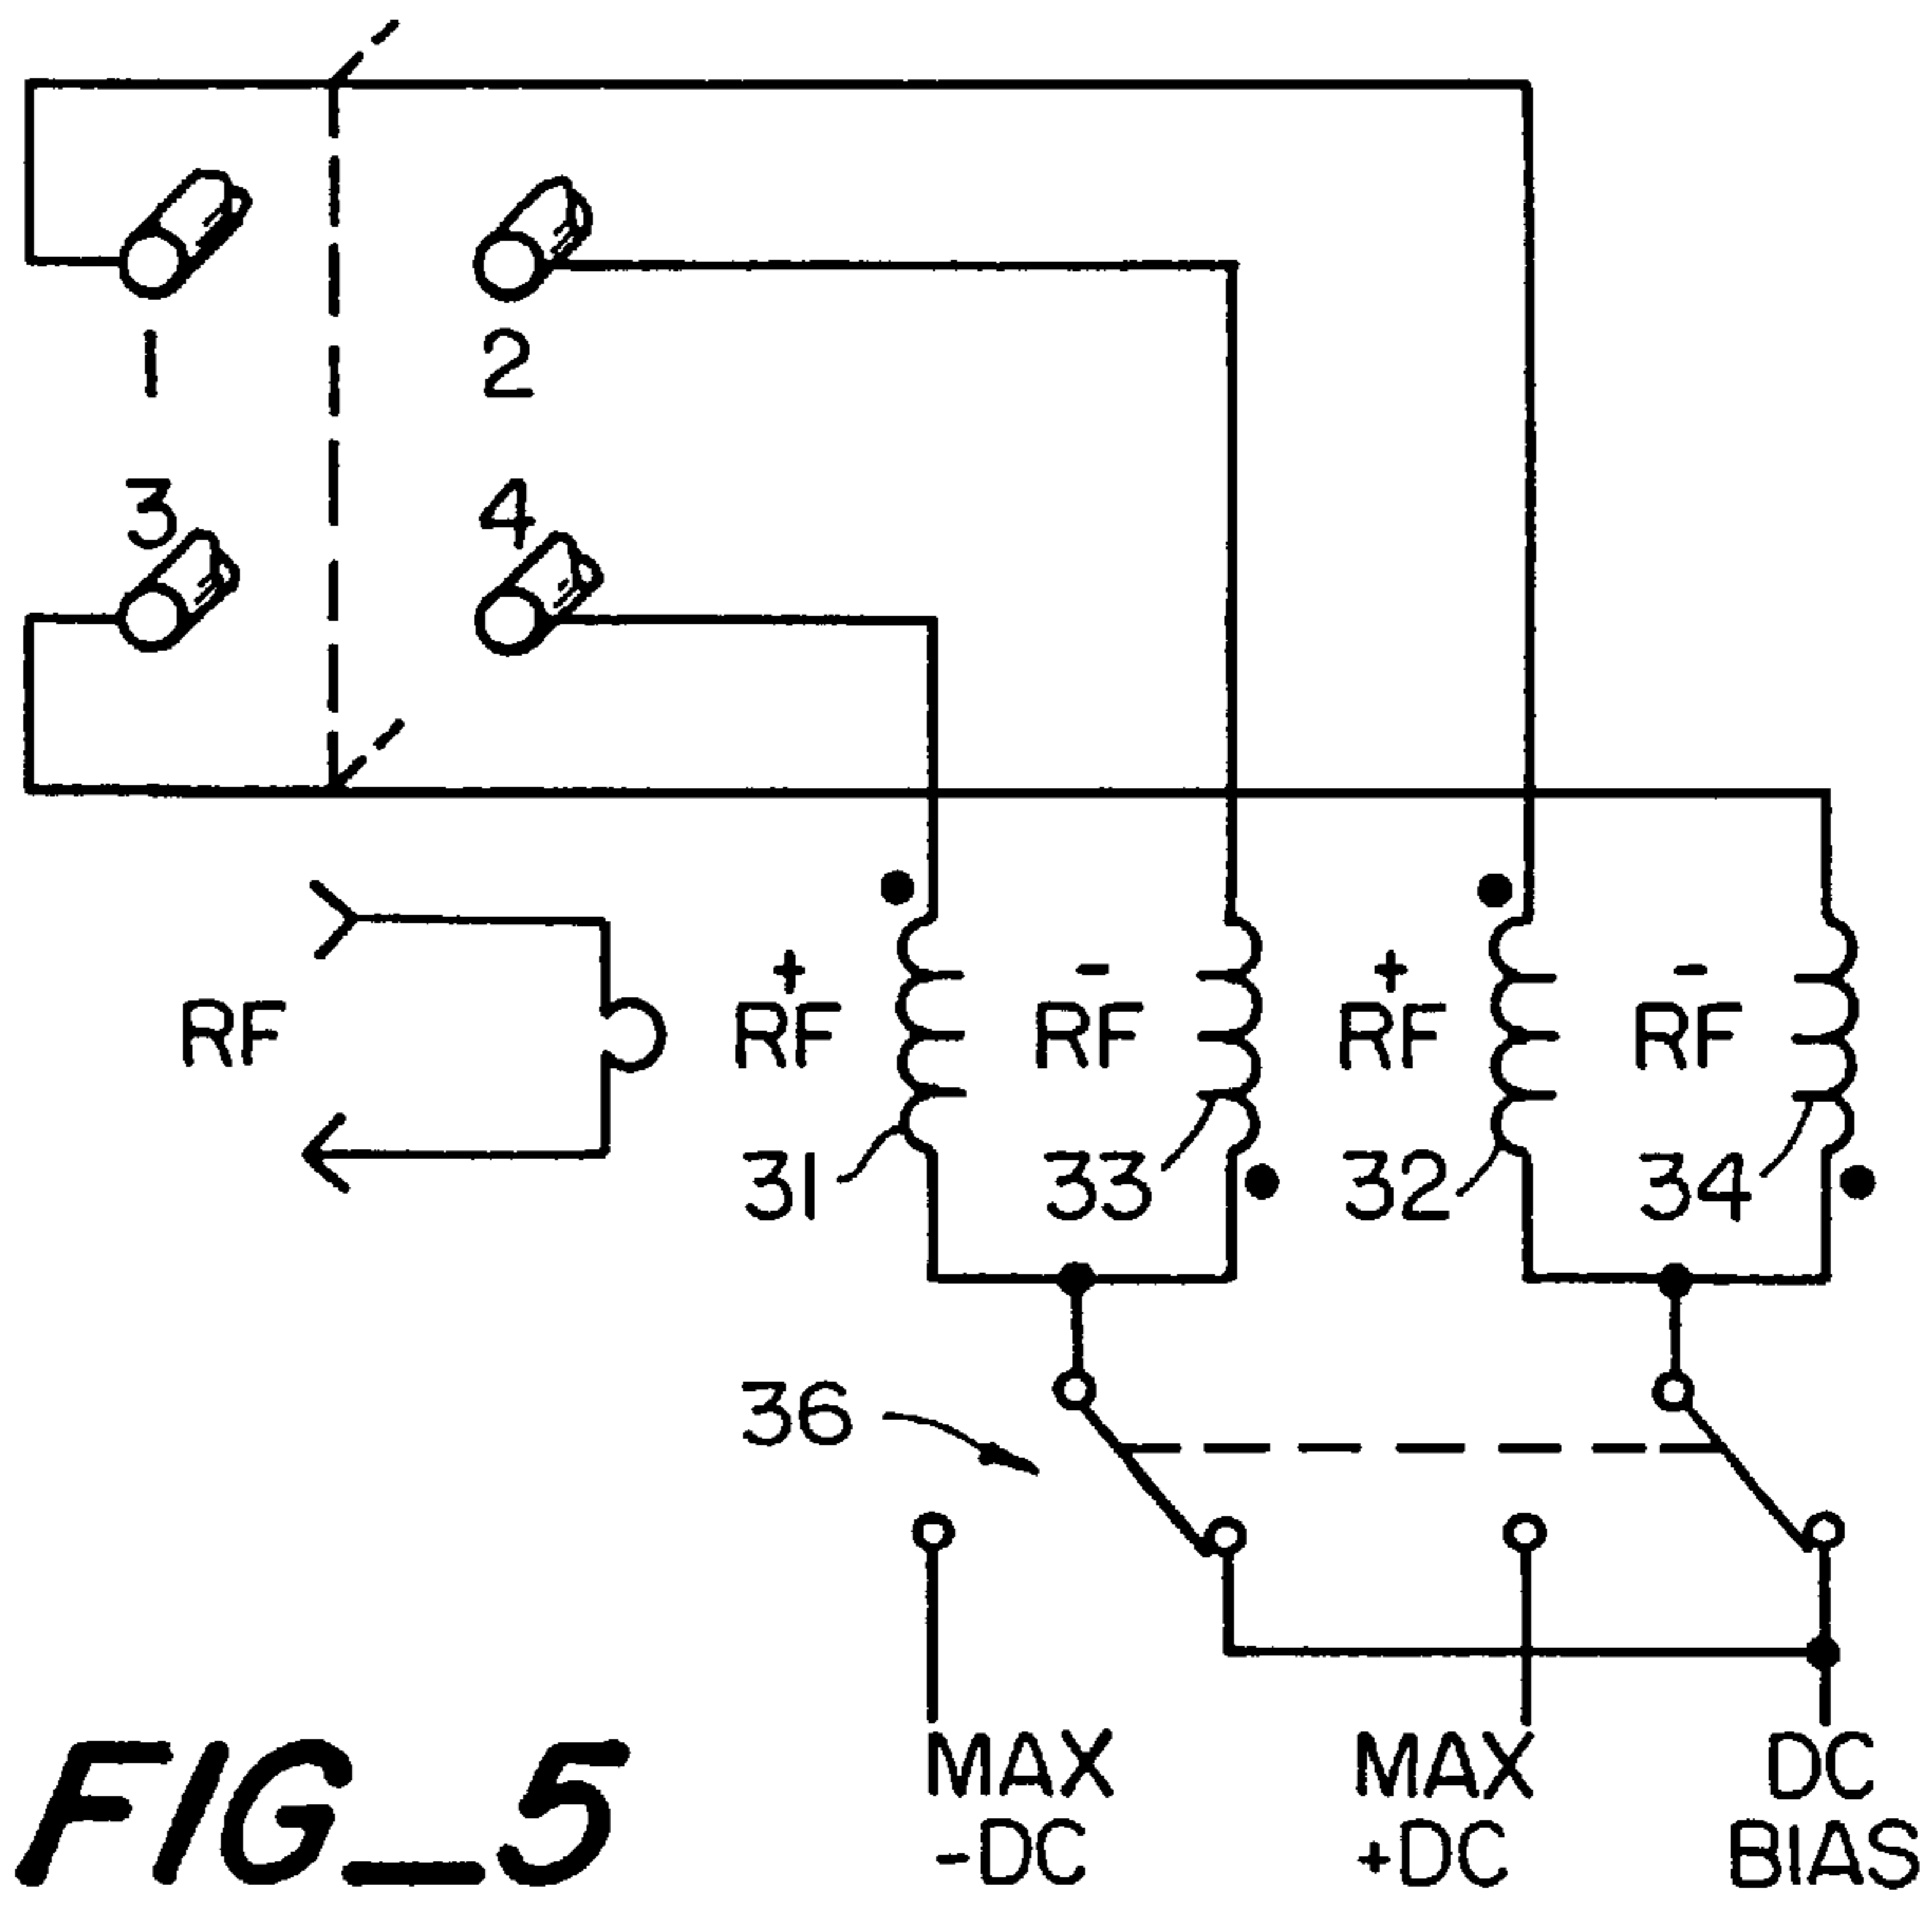 1
2
3
4
RF
+
RF
-
RF
+
RF
-
RF
31
33
32
34
36
MAX
-DC
MAX
+DC
DC
BIAS
FIG_5